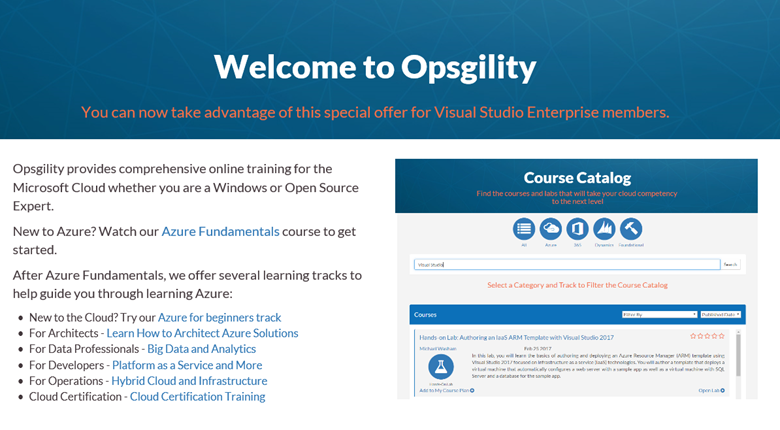 Welcome to Opsgility
You can now take advantage of this special offer for Visual Studio Enterprise members.
Opsgility provides comprehensive online training for the
Microsoft Cloud whether you are a Windows or Open Source
Expert.
New to Azure? Watch our Azure Fundamentals course to get
started.
After Azure Fundamentals, we offer several learning tracks to
help guide you through learning Azure:
• New to the Cloud? Try our Azure for beginners track
• For Architects - Learn How to Architect Azure Solutions
• For Data Professionals - Big Data and Analytics
• For Developers - Platform as a Service and More
• For Operations - Hybrid Cloud and Infrastructure
• Cloud Certification - Cloud Certification Training
Course Catalog
Find the courses and labs that will take your cloud competency
to the next level
All Azure Dynamics Foundational
Visual Studio Search
Select a Category and Track to Filter the Course Catalog
Courses Filter By Published Date
Hands-on Lab: Authoring an IaaS ARM Template with Visual Studio 2017
Michael Washam Feb 25 2017
In this lab, you will learn the basics of authoring and deploying an Azure Resource Manager (ARM) template using
Visual Studio 2017 focused on infrastructure as a service (IaaS) technologies. You will author a template that deploys a
virtual machine that automatically configures a web server with a sample app as well as a virtual machine with SQL
Server and a database for the sample app.
Add to My Course Plan Open Lab